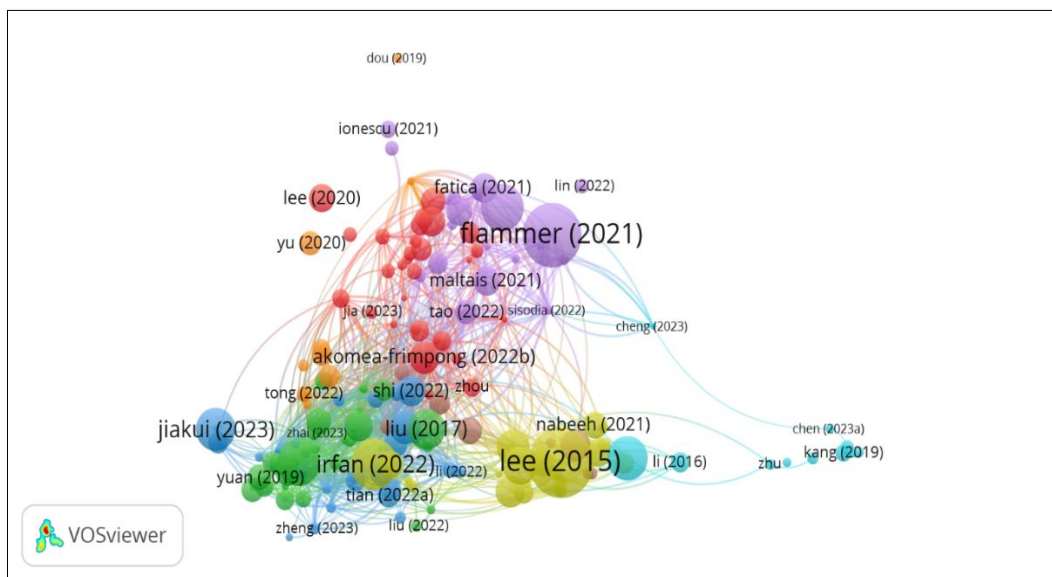 dou (2019)
ionescu (2021)
fatica (2021)
lin (2022)
lee (2020)
flammer (2021)
yu (2020)
maltais (2021)
jia (2023)
tao (2022)
sisodia (2022)
cheng (2023)
akomea-frimpong (2022b)
tong (2022)
shi (2022)
zhou
jiakui (2023)
zhai (2023)
liu (2017)
nabeeh (2021)
chen (2023a)
kang (2019)
yuan (2019)
irfan (2022)
li (2022)
lee (2015)
li (2016)
zhu
tian (2022a)
zheng (2023)
liu (2022)
VOSviewer